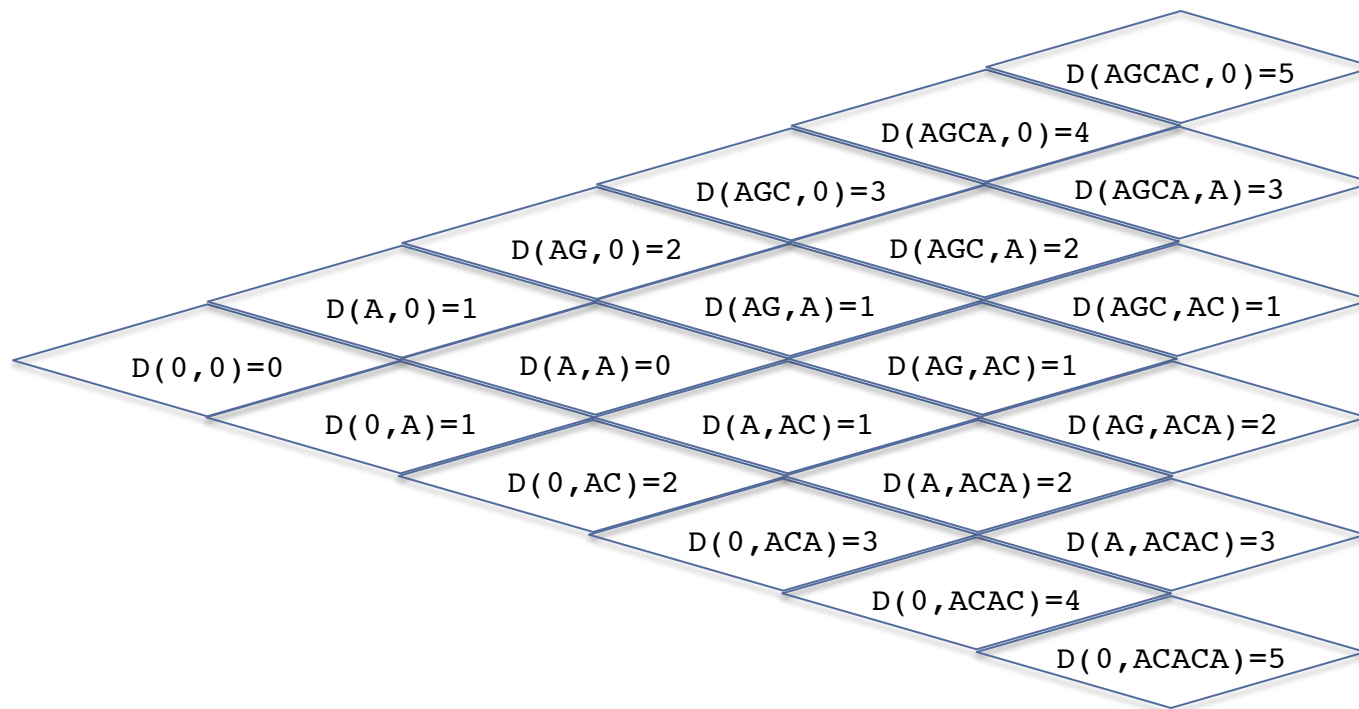 D(AGCAC,0)=5
D(AGCA,0)=4
D(AGC,0)=3
D(AGCA,A)=3
D(AG,0)=2
D(AGC,A)=2
D(A,0)=1
D(AG,A)=1
D(AGC,AC)=1
D(0,0)=0
D(A,A)=0
D(AG,AC)=1
D(0,A)=1
D(A,AC)=1
D(AG,ACA)=2
D(0,AC)=2
D(A,ACA)=2
D(0,ACA)=3
D(A,ACAC)=3
D(0,ACAC)=4
D(0,ACACA)=5